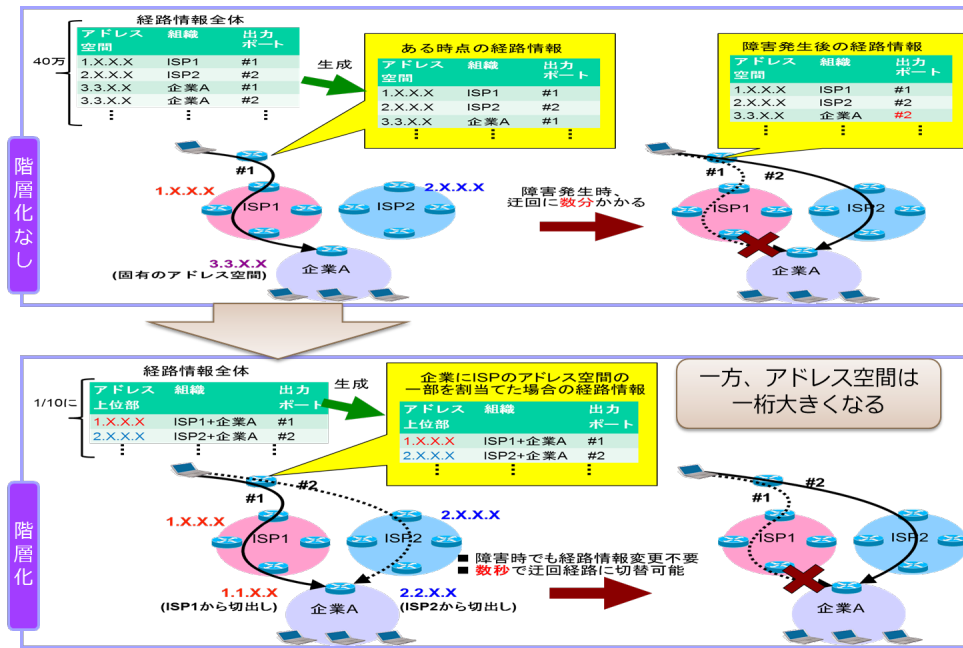 経路情報全体
アドレス空間 組織 出力ポート
1.X.X.X ISP1 #1
2.X.X.X ISP2 #2
3.3.X.X 企業A #1
3.3.X.X 企業A #2
40万
生成
ある時点の経路情報
アドレス空間 組織 出力ポート
1.X.X.X ISP1 #1
2.X.X.X ISP2 #2
3.3.X.X 企業A #1
障害発生後の経路情報
アドレス空間 組織 出力ポート
1.X.X.X ISP1 #1
2.X.X.X ISP2 #2
3.3.X.X 企業A #2
階層化なし
#1
1.X.X.X
ISP1
2.X.X.X
ISP2
3.3.X.X
(固有のアドレス空間)
企業A
障害発生時、
迂回に数分かかる
#1
#2
ISP1
ISP2
企業A
経路情報全体
1/10に
アドレス上位部 組織 出力ポート
1.X.X.X ISP1+企業A #1
2.X.X.X ISP2+企業A #2
生成
企業にISPのアドレス空間の
一部を割当てた場合の経路情報
アドレス上位部 組織 出力ポート
1.X.X.X ISP1+企業A #1
2.X.X.X ISP2+企業A #2
一方、アドレス空間は
一桁大きくなる
階層化
#1
#2
1.X.X.X
ISP1
2.X.X.X
ISP2
1.1.X.X
(ISP1から切出し)
2.2.X.X
(ISP2から切出し)
企業A
■ 障害時でも経路情報変更不要
■ 数秒で迂回経路に切替可能
#1
#2
ISP1
ISP2
企業A